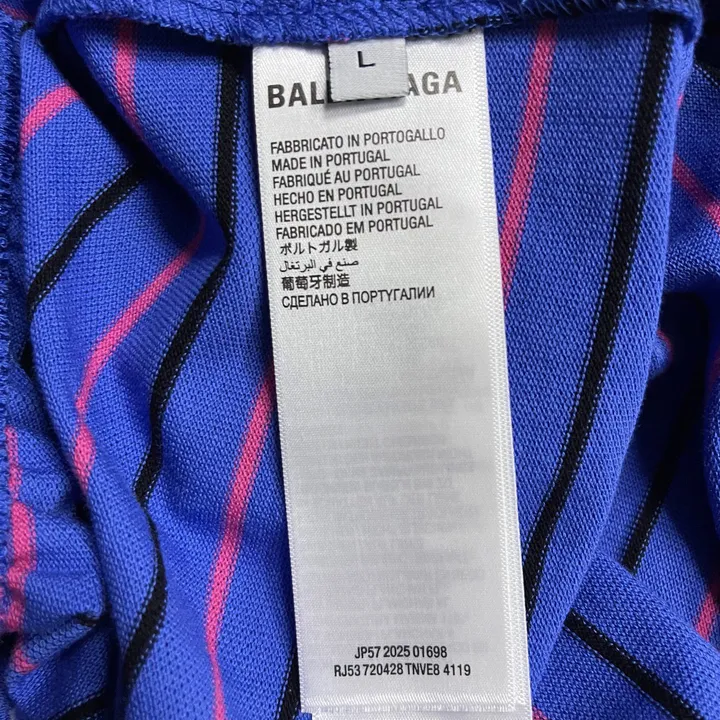 L
BALENCIAGA
FABBRICATO IN PORTOGALLO
MADE IN PORTUGAL
FABRIQUÉ AU PORTUGAL
HECHO EN PORTUGAL
HERGESTELLT IN PORTUGAL
FABRICADO EM PORTUGAL
ポルトガル製
صنع في البرتغال
葡萄牙制造
СДЕЛАНО В ПОРТУГАЛИИ
JP57 2025 01698
RJ53 720428 TNVE8 4119